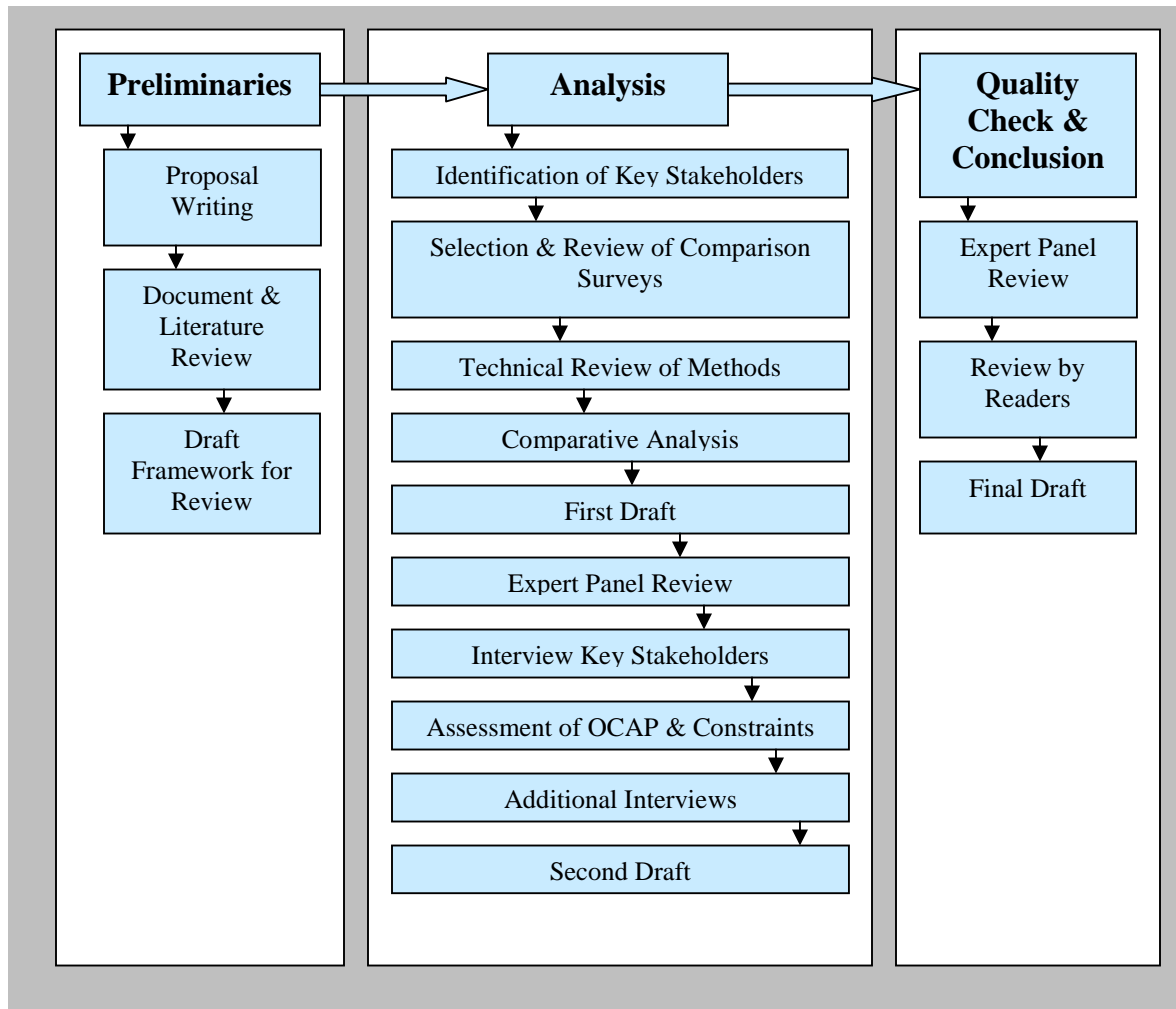 Preliminaries
Proposal
Writing
Document &
Literature
Review
Draft
Framework for
Review
Analysis
Identification of Key Stakeholders
Selection & Review of Comparison
Surveys
Technical Review of Methods
Comparative Analysis
First Draft
Expert Panel Review
Interview Key Stakeholders
Assessment of OCAP & Constraints
Additional Interviews
Second Draft
Quality
Check &
Conclusion
Expert Panel
Review
Review by
Readers
Final Draft